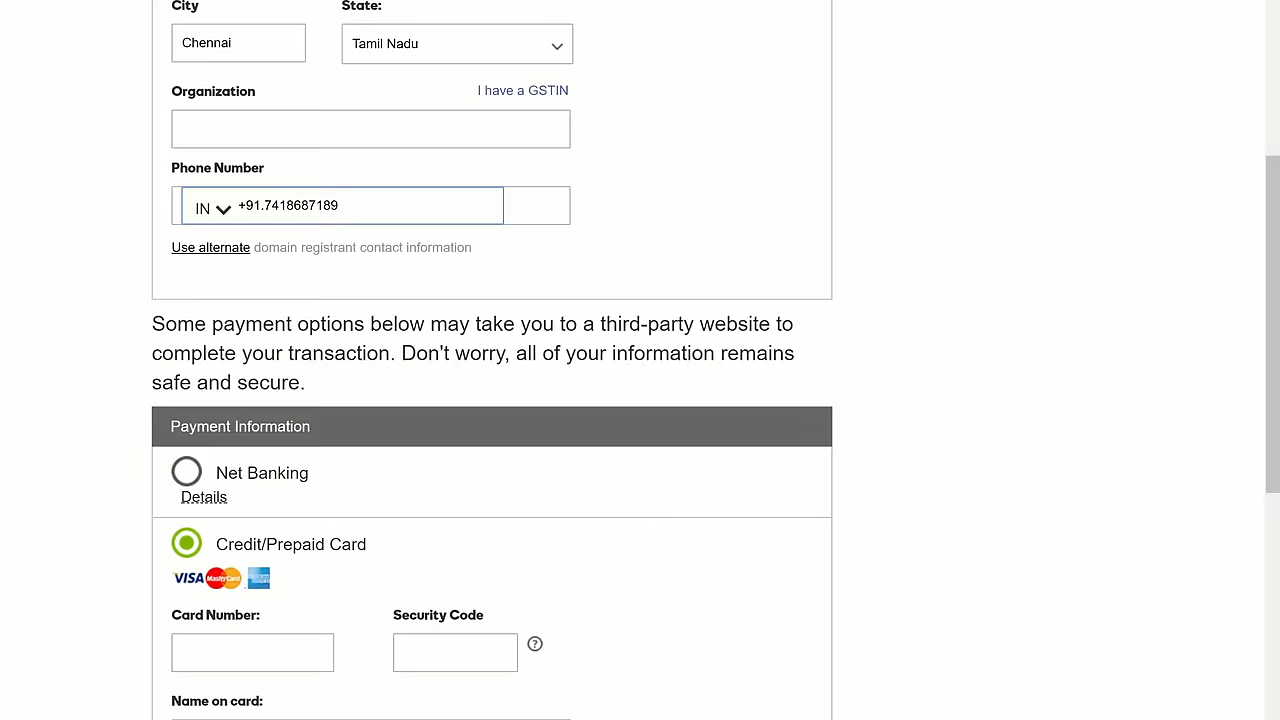 City State:
Chennai Tamil Nadu
Organization I have a GSTIN
Phone Number
IN +91.7418687189
Use alternate domain registrant contact information
Some payment options below may take you to a third-party website to
complete your transaction. Don't worry, all of your information remains
safe and secure.
Payment Information
Net Banking
Details
Credit/Prepaid Card
VISA MasterCard
Card Number: Security Code
?
Name on card: